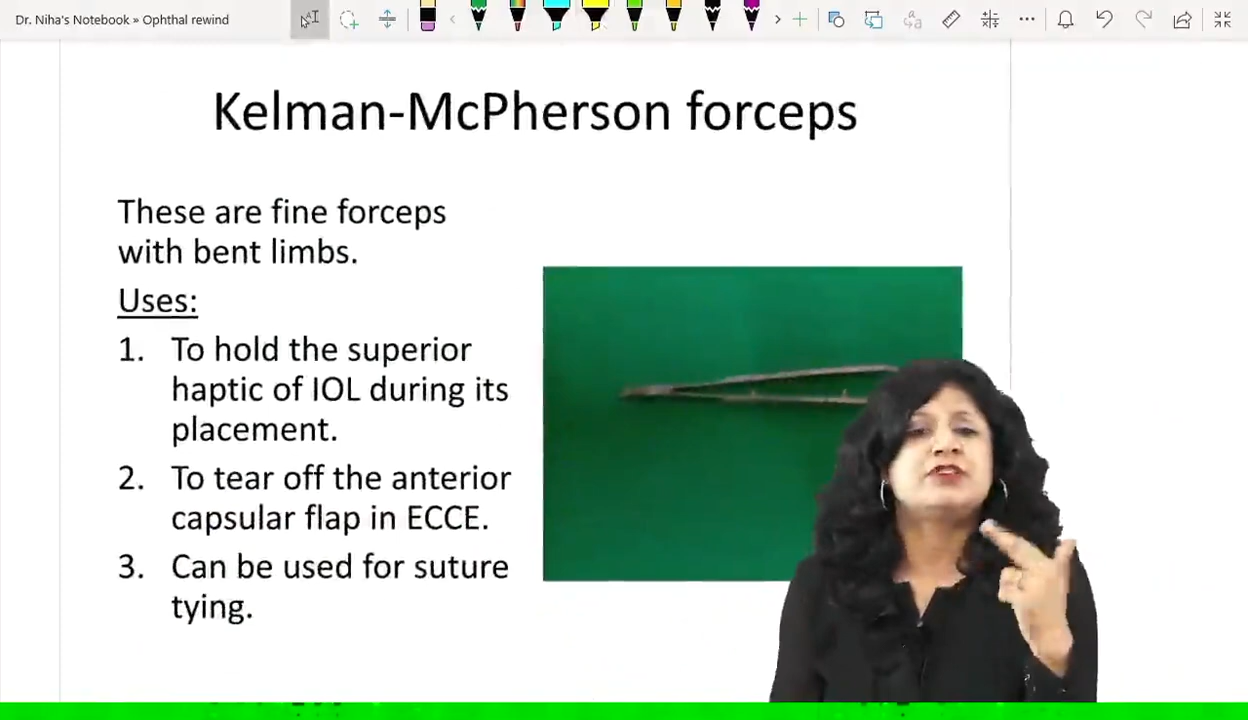 Dr. Niha's Notebook » Ophthal rewind
Kelman-McPherson forceps
These are fine forceps
with bent limbs.
Uses:
1. To hold the superior
haptic of IOL during its
placement.
2. To tear off the anterior
capsular flap in ECCE.
3. Can be used for suture
tying.